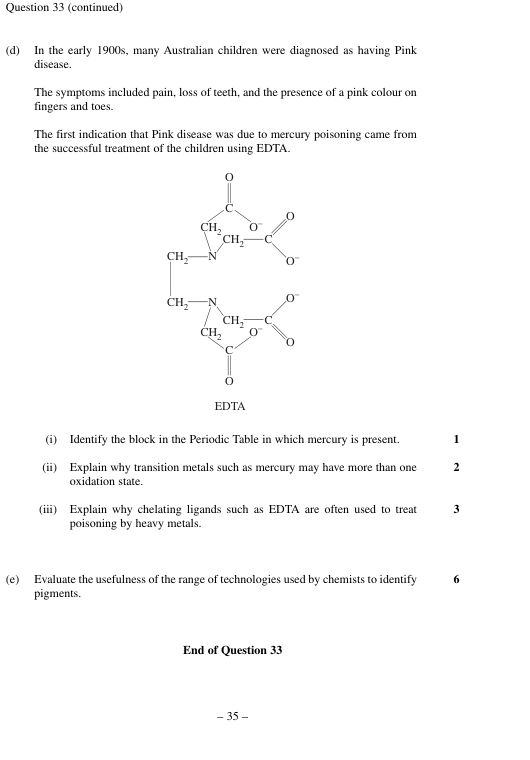 Question 33 (continued)
(d) In the early 1900s, many Australian children were diagnosed as having Pink
disease.
The symptoms included pain, loss of teeth, and the presence of a pink colour on
fingers and toes.
The first indication that Pink disease was due to mercury poisoning came from
the successful treatment of the children using EDTA.
O
C
O
CH₂ O⁻
CH₂ C
CH₂ N
O⁻
O⁻
CH₂ N
CH₂ C
CH₂ O⁻
O
C
O
EDTA
(i) Identify the block in the Periodic Table in which mercury is present. 1
(ii) Explain why transition metals such as mercury may have more than one 2
oxidation state.
(iii) Explain why chelating ligands such as EDTA are often used to treat 3
poisoning by heavy metals.
(e) Evaluate the usefulness of the range of technologies used by chemists to identify 6
pigments.
End of Question 33
– 35 –